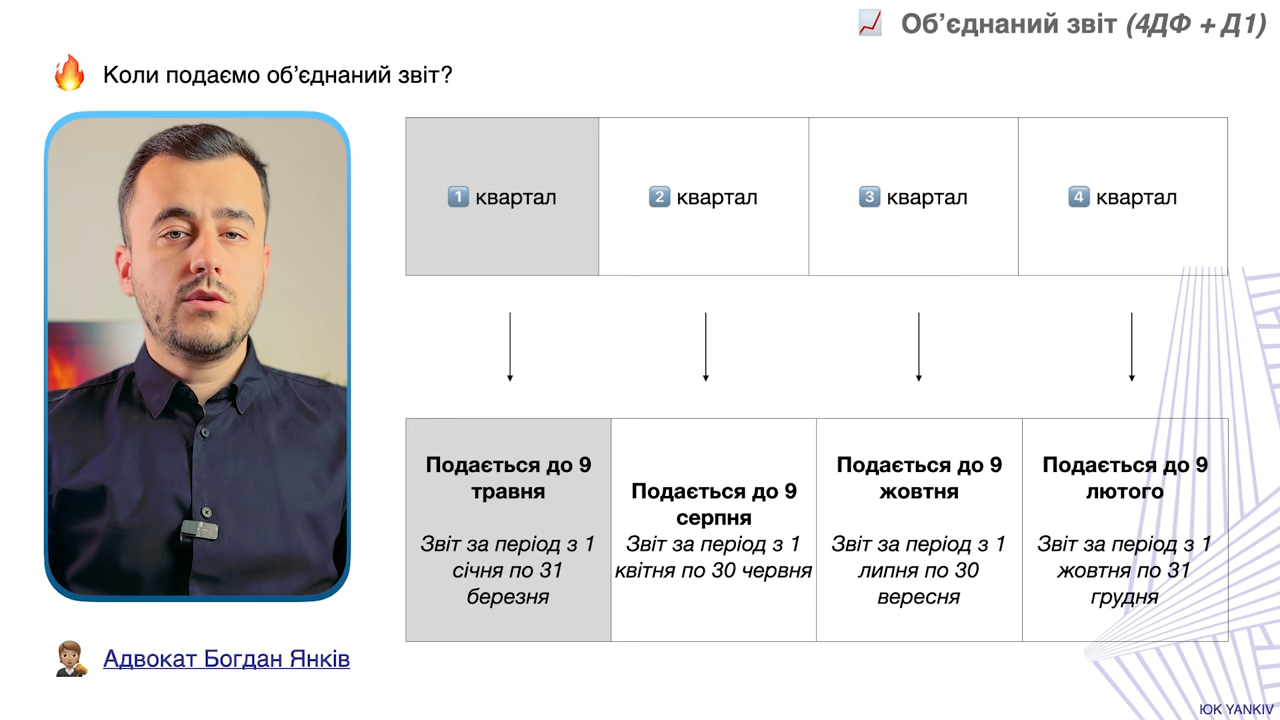 Об’єднаний звіт (4ДФ + Д1)
Коли подаємо об’єднаний звіт?
1 квартал
2 квартал
3 квартал
4 квартал
Подається до 9
травня
Звіт за період з 1
січня по 31
березня
Подається до 9
серпня
Звіт за період з 1
квітня по 30 червня
Подається до 9
жовтня
Звіт за період з 1
липня по 30
вересня
Подається до 9
лютого
Звіт за період з 1
жовтня по 31
грудня
Адвокат Богдан Янків
ЮК YANKIV